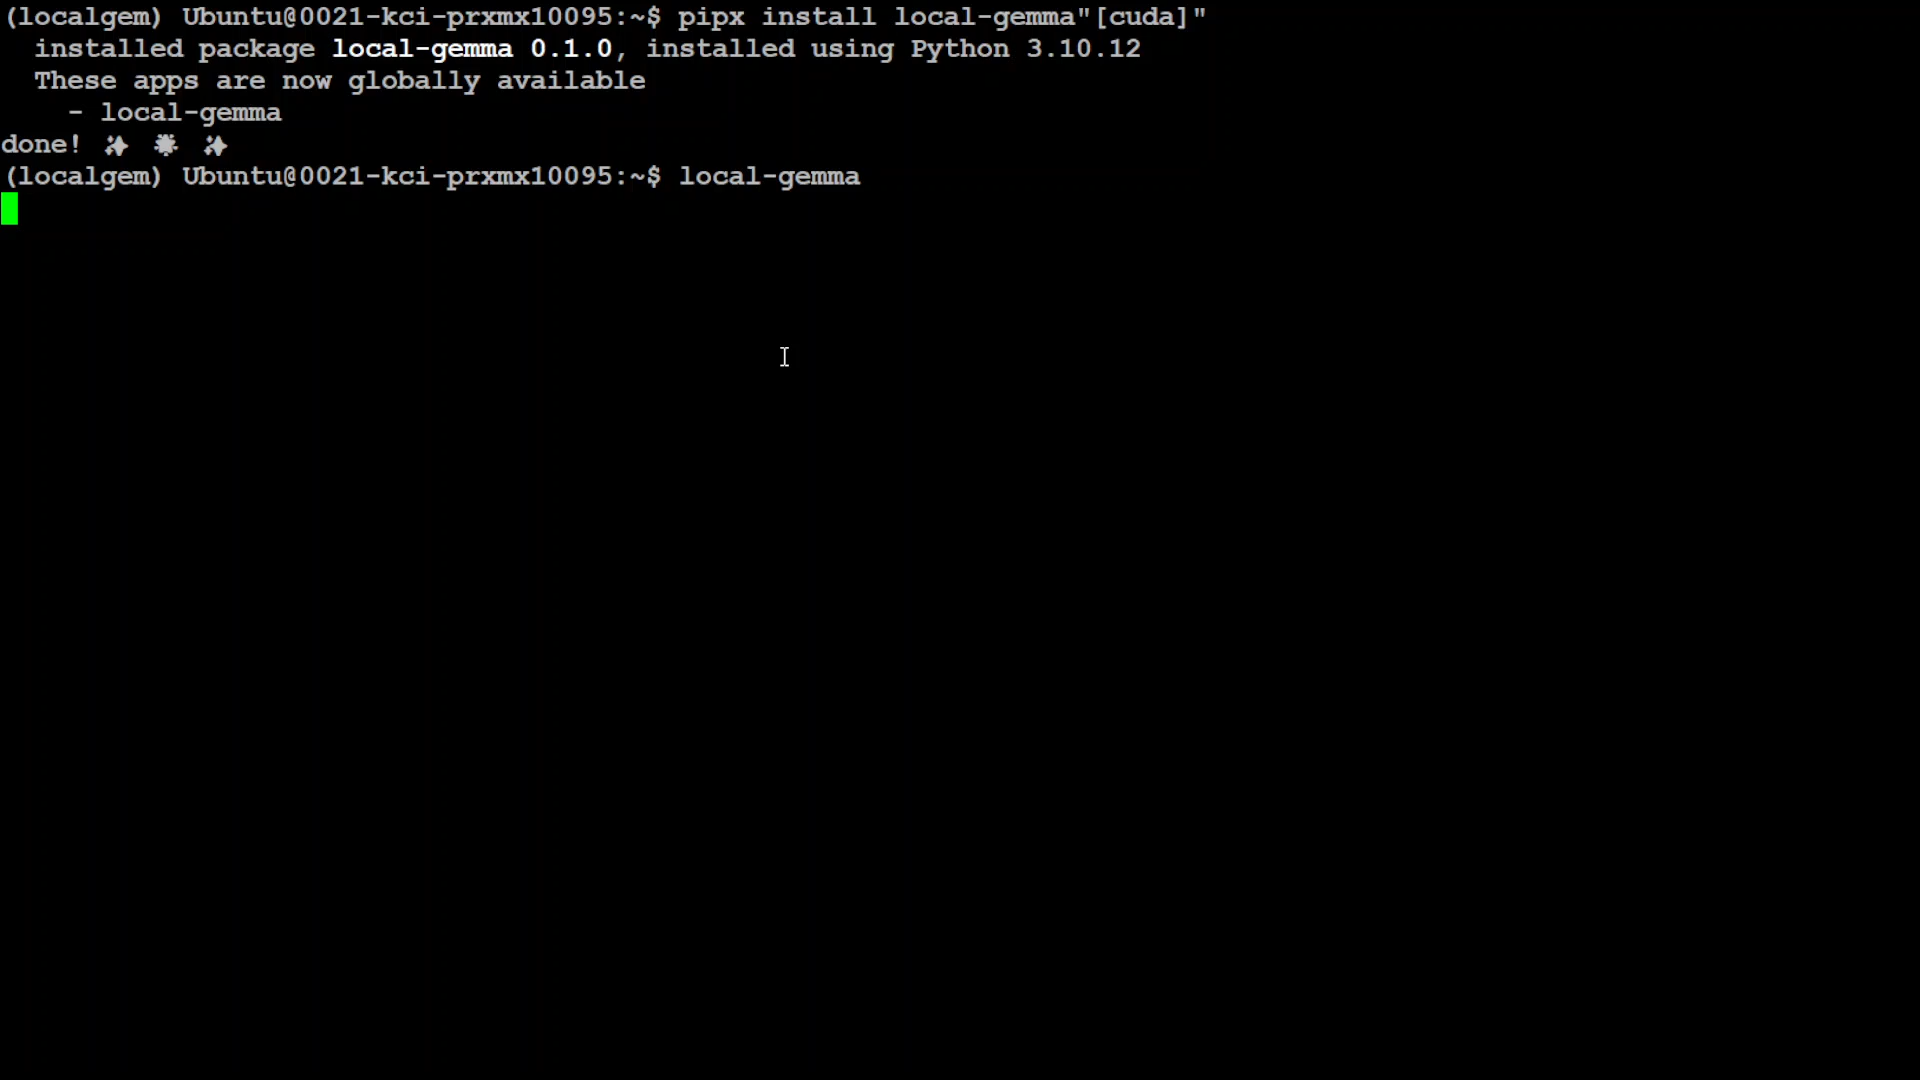 (localgem) Ubuntu@0021-kci-prxmx10095:~$ pipx install local-gemma"[cuda]"
installed package local-gemma 0.1.0, installed using Python 3.10.12
These apps are now globally available
- local-gemma
done! ✨ 🌟 ✨
(localgem) Ubuntu@0021-kci-prxmx10095:~$ local-gemma